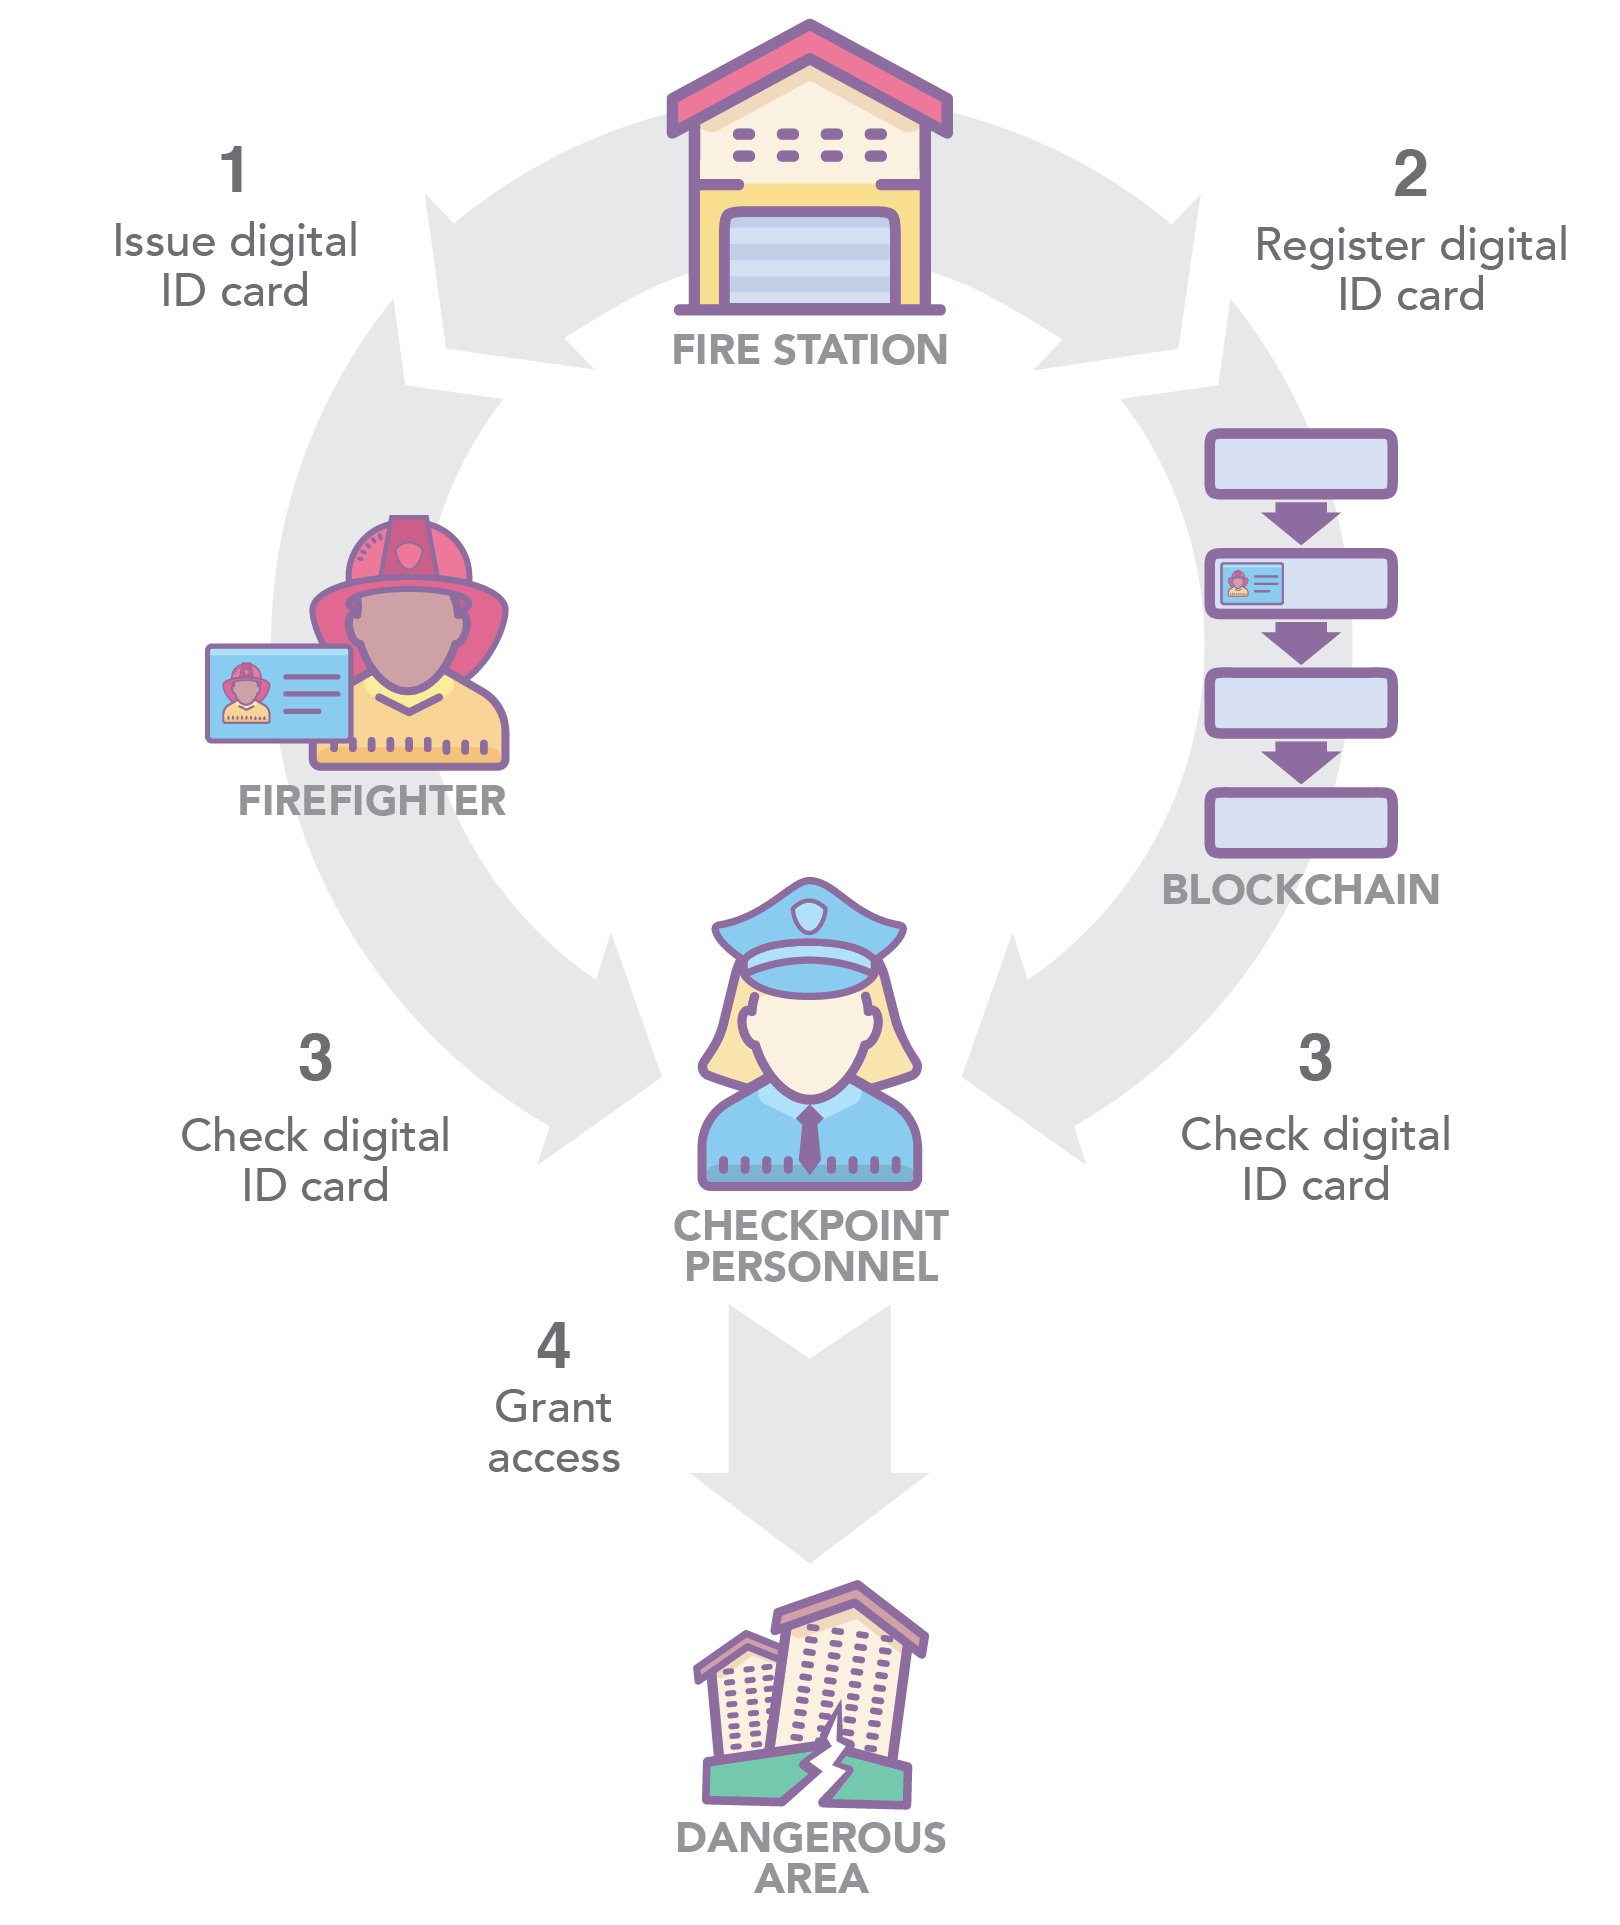 1
Issue digital
ID card
2
Register digital
ID card
FIRE STATION
FIREFIGHTER
BLOCKCHAIN
3
Check digital
ID card
3
Check digital
ID card
CHECKPOINT
PERSONNEL
4
Grant
access
DANGEROUS
AREA